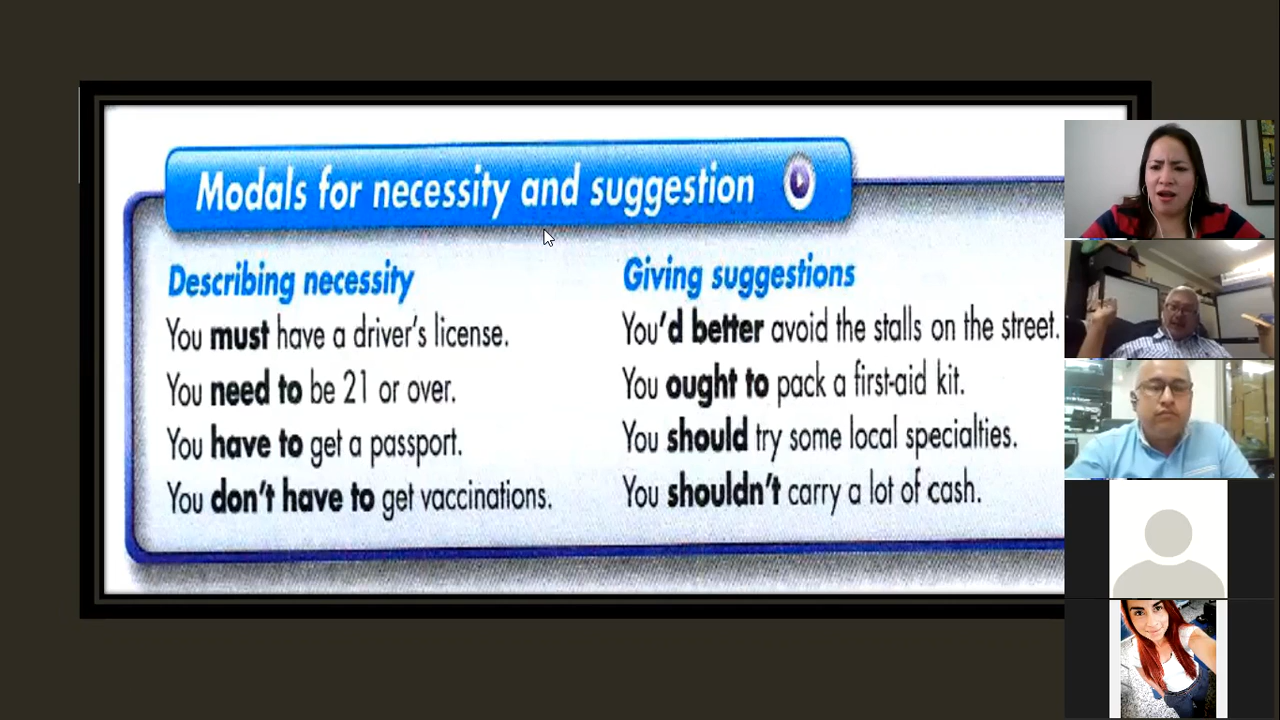 Modals for necessity and suggestion
Describing necessity
You must have a driver's license.
You need to be 21 or over.
You have to get a passport.
You don't have to get vaccinations.
Giving suggestions
You'd better avoid the stalls on the street.
You ought to pack a first-aid kit.
You should try some local specialties.
You shouldn't carry a lot of cash.